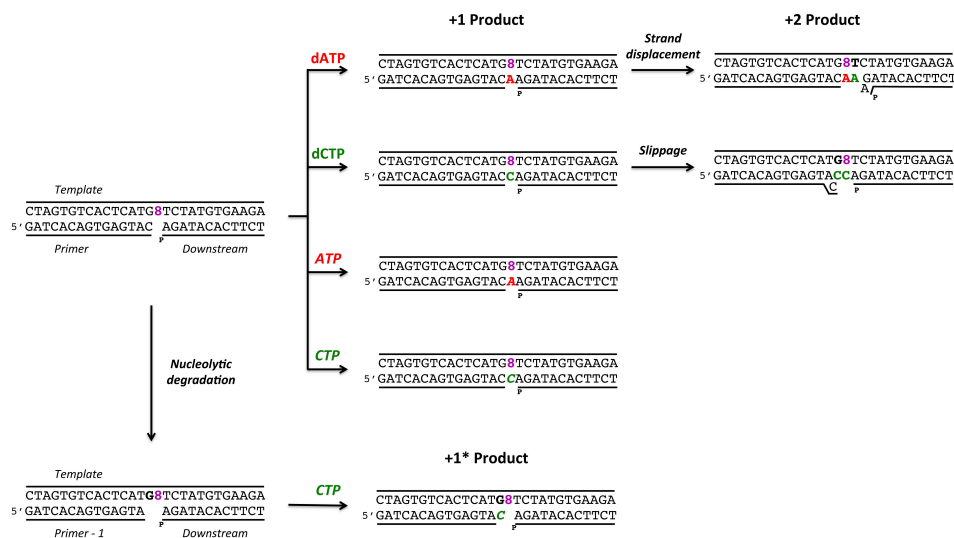 +1 Product
+2 Product
dATP
CTAGTGTCACTCATG8TCTATGTGAAGA
5'GATCACAGTGAGTACAAGATACACTTCT
P
Strand
displacement
CTAGTGTCACTCATG8TCTATGTGAAGA
5'GATCACAGTGAGTACAA GATACACTTCT
A
P
dCTP
CTAGTGTCACTCATG8TCTATGTGAAGA
5'GATCACAGTGAGTACCAGATACACTTCT
P
Slippage
CTAGTGTCACTCATG8TCTATGTGAAGA
5'GATCACAGTGAGTACCAGATACACTTCT
C
P
Template
CTAGTGTCACTCATG8TCTATGTGAAGA
5'GATCACAGTGAGTAC AGATACACTTCT
P
Primer
Downstream
ATP
CTAGTGTCACTCATG8TCTATGTGAAGA
5'GATCACAGTGAGTACAAGATACACTTCT
P
CTP
CTAGTGTCACTCATG8TCTATGTGAAGA
5'GATCACAGTGAGTACCAGATACACTTCT
P
Nucleolytic
degradation
+1* Product
Template
CTAGTGTCACTCATG8TCTATGTGAAGA
5'GATCACAGTGAGTA AGATACACTTCT
P
Primer - 1
Downstream
CTP
CTAGTGTCACTCATG8TCTATGTGAAGA
5'GATCACAGTGAGTAC AGATACACTTCT
P